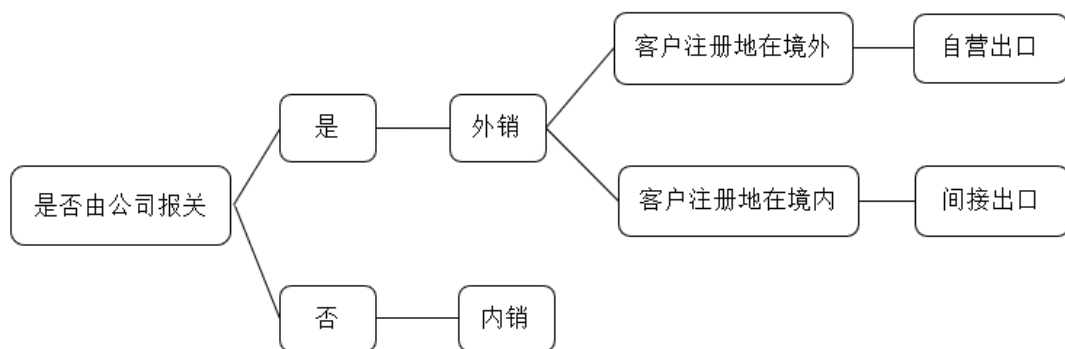 客户注册地在境外
自营出口
是
外销
是否由公司报关
客户注册地在境内
间接出口
否
内销